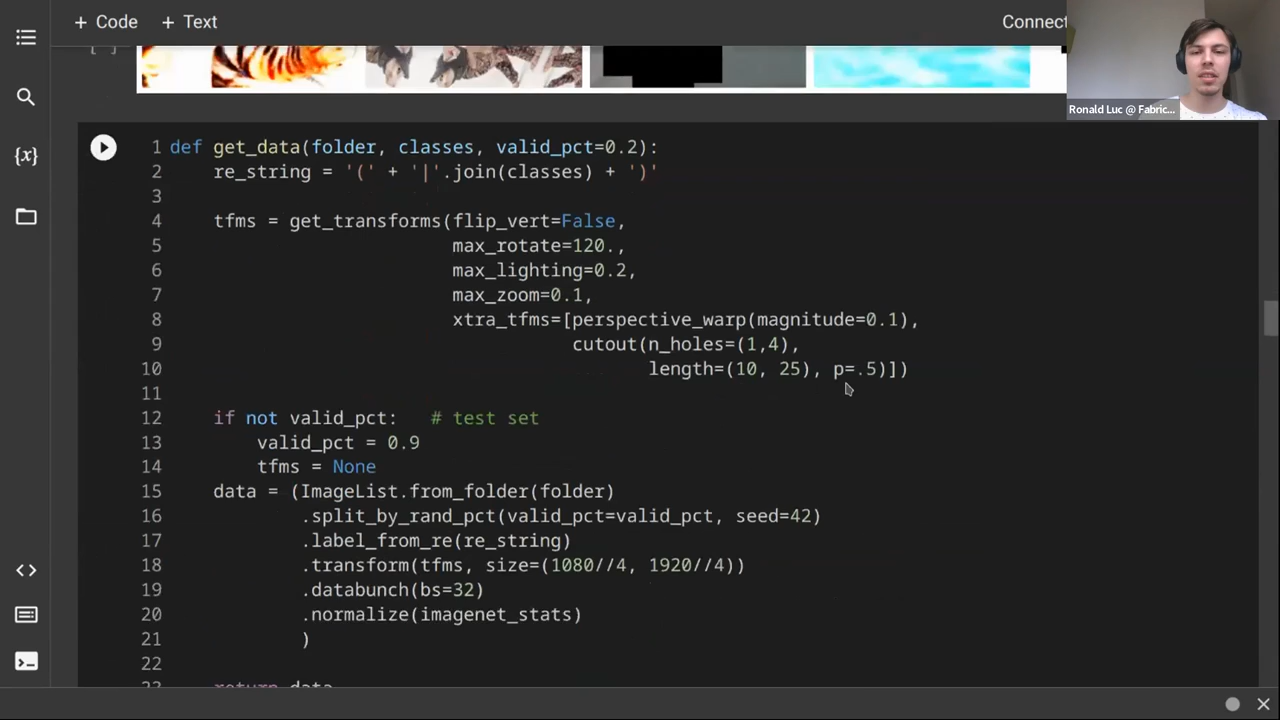 + Code + Text
Connect
Ronald Luc @ Fabric...
[ ]
1 def get_data(folder, classes, valid_pct=0.2):
2 re_string = '(' + '|'.join(classes) + ')'
3
4 tfms = get_transforms(flip_vert=False,
5 max_rotate=120.,
6 max_lighting=0.2,
7 max_zoom=0.1,
8 xtra_tfms=[perspective_warp(magnitude=0.1),
9 cutout(n_holes=(1,4),
10 length=(10, 25), p=.5)])
11
12 if not valid_pct: # test set
13 valid_pct = 0.9
14 tfms = None
15 data = (ImageList.from_folder(folder)
16 .split_by_rand_pct(valid_pct=valid_pct, seed=42)
17 .label_from_re(re_string)
18 .transform(tfms, size=(1080//4, 1920//4))
19 .databunch(bs=32)
20 .normalize(imagenet_stats)
21 )
22
23 return data